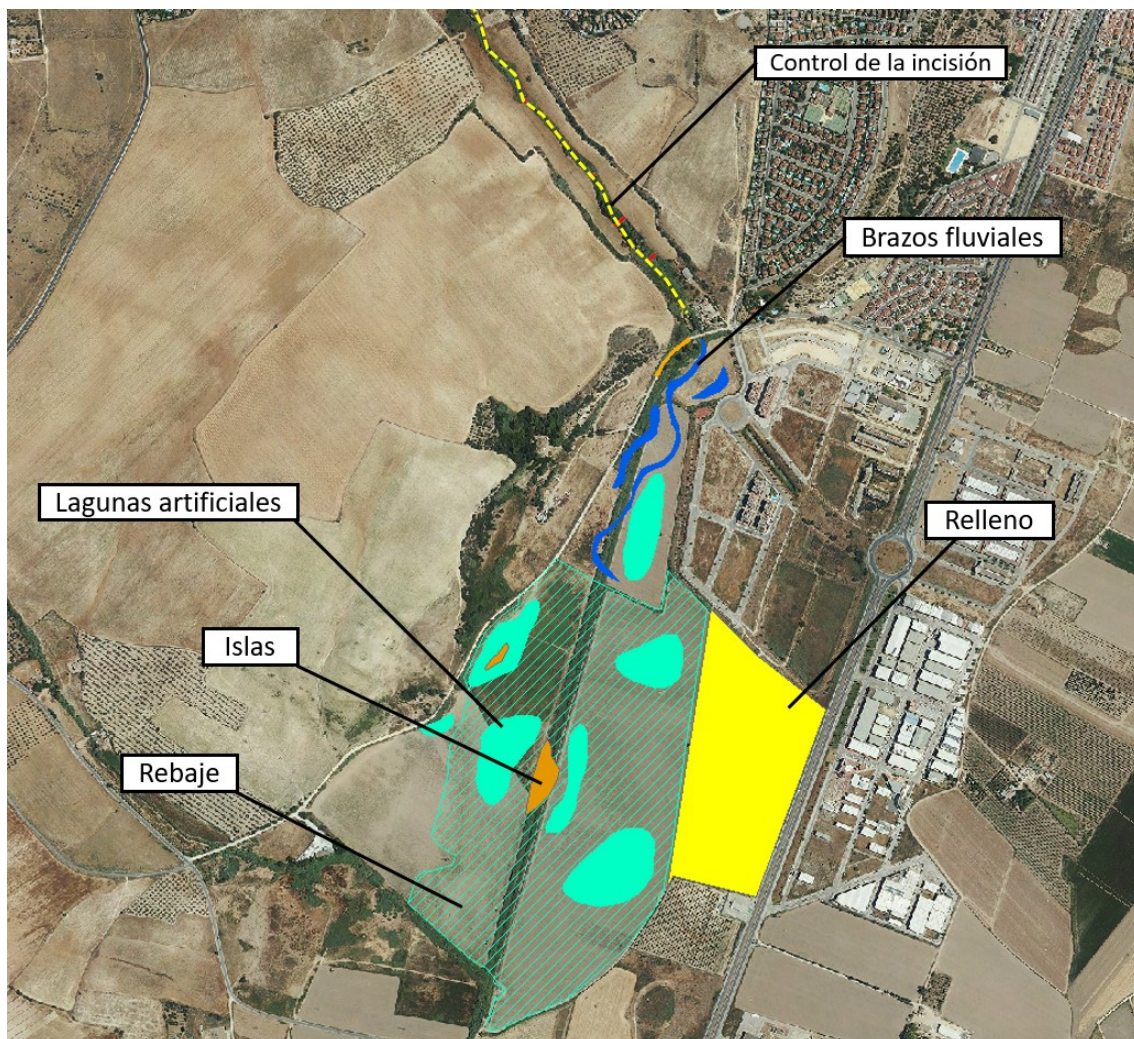 Control de la incisión
Brazos fluviales
Lagunas artificiales
Relleno
Islas
Rebaje